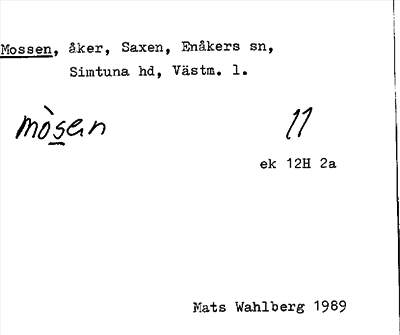 Mossen, åker, Saxen, Enåkers sn,
Simtuna hd, Västm. l.
mòsen 11
ek 12H 2a
Mats Wahlberg 1989